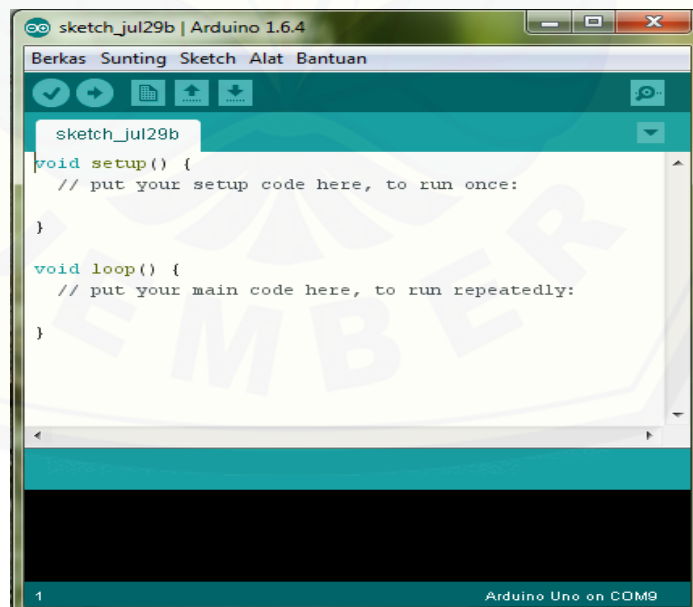 sketch_jul29b | Arduino 1.6.4
Berkas Sunting Sketch Alat Bantuan
sketch_jul29b
void setup() {
// put your setup code here, to run once:
}
void loop() {
// put your main code here, to run repeatedly:
}
EMBER
1 Arduino Uno on COM9